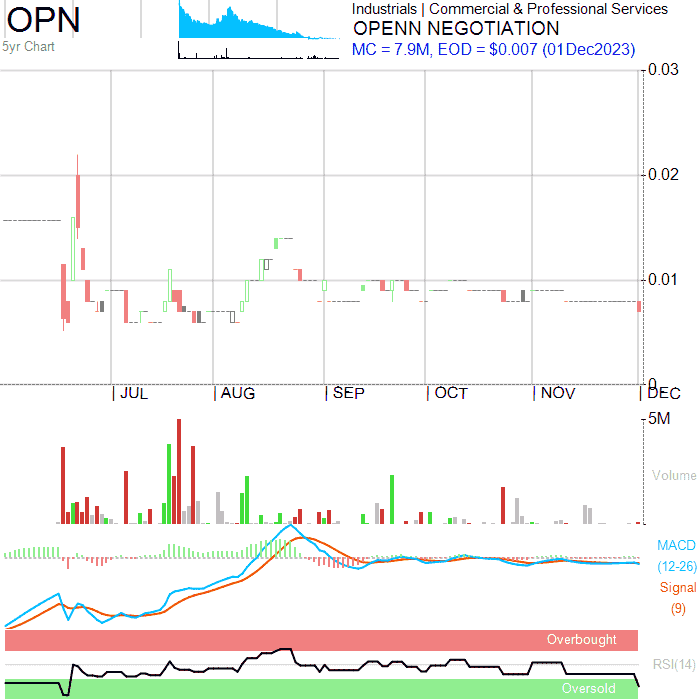 OPN
5yr Chart
Industrials | Commercial & Professional Services
OPENN NEGOTIATION
MC = 7.9M, EOD = $0.007 (01Dec2023)
0.03
0.02
0.01
0
| JUL | AUG | SEP | OCT | NOV | DEC
5M
Volume
MACD
(12-26)
Signal
(9)
Overbought
RSI(14)
Oversold